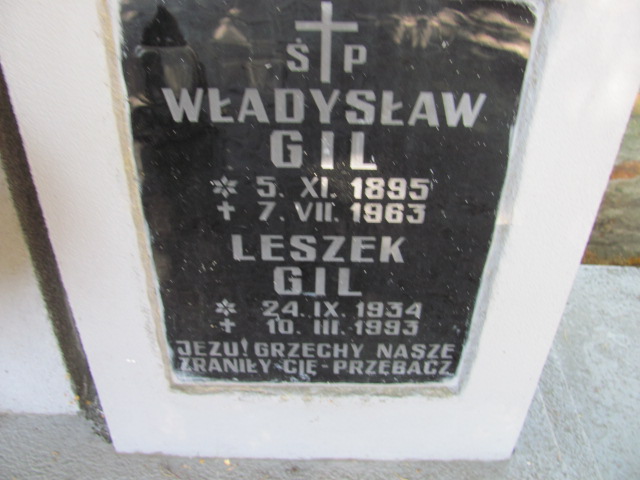 Ś P
WŁADYSŁAW
GIL
* 5. XI. 1895
+ 7. VII. 1963
LESZEK
GIL
* 24. IX. 1934
+ 10. III. 1993
JEZU! GRZECHY NASZE
ZRANIŁY CIĘ - PRZEBACZ